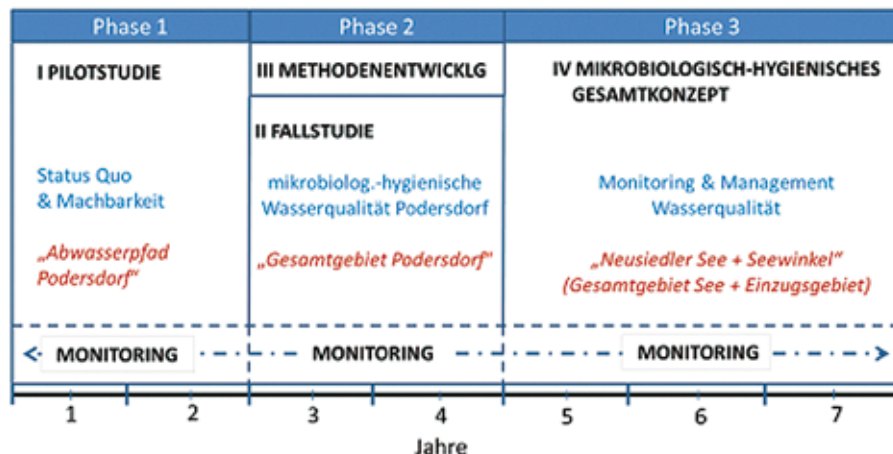 Phase 1
Phase 2
Phase 3
I PILOTSTUDIE
Status Quo
& Machbarkeit
„Abwasserpfad
Podersdorf“
III METHODENENTWICKLG
II FALLSTUDIE
mikrobiolog.-hygienische
Wasserqualität Podersdorf
„Gesamtgebiet Podersdorf“
IV MIKROBIOLOGISCH-HYGIENISCHES
GESAMTKONZEPT
Monitoring & Management
Wasserqualität
„Neusiedler See + Seewinkel“
(Gesamtgebiet See + Einzugsgebiet)
MONITORING
MONITORING
MONITORING
1
2
3
4
5
6
7
Jahre